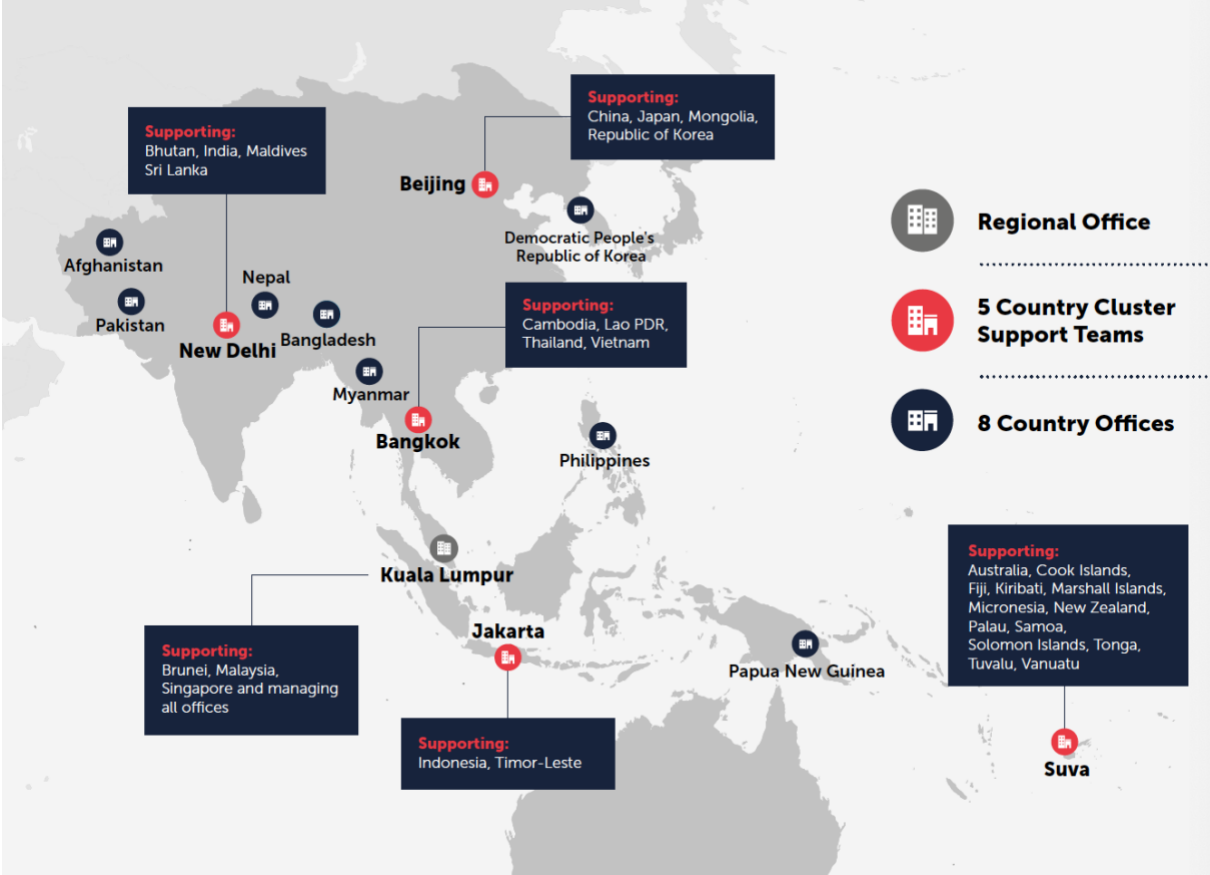 Supporting:
China, Japan, Mongolia,
Republic of Korea
Supporting:
Bhutan, India, Maldives
Sri Lanka
Beijing
Democratic People's
Republic of Korea
Afghanistan
Nepal
Pakistan
New Delhi
Bangladesh
Supporting:
Cambodia, Lao PDR,
Thailand, Vietnam
Myanmar
Bangkok
Philippines
Regional Office
5 Country Cluster
Support Teams
8 Country Offices
Kuala Lumpur
Supporting:
Brunei, Malaysia,
Singapore and managing
all offices
Jakarta
Supporting:
Indonesia, Timor-Leste
Papua New Guinea
Supporting:
Australia, Cook Islands,
Fiji, Kiribati, Marshall Islands,
Micronesia, New Zealand,
Palau, Samoa,
Solomon Islands, Tonga,
Tuvalu, Vanuatu
Suva